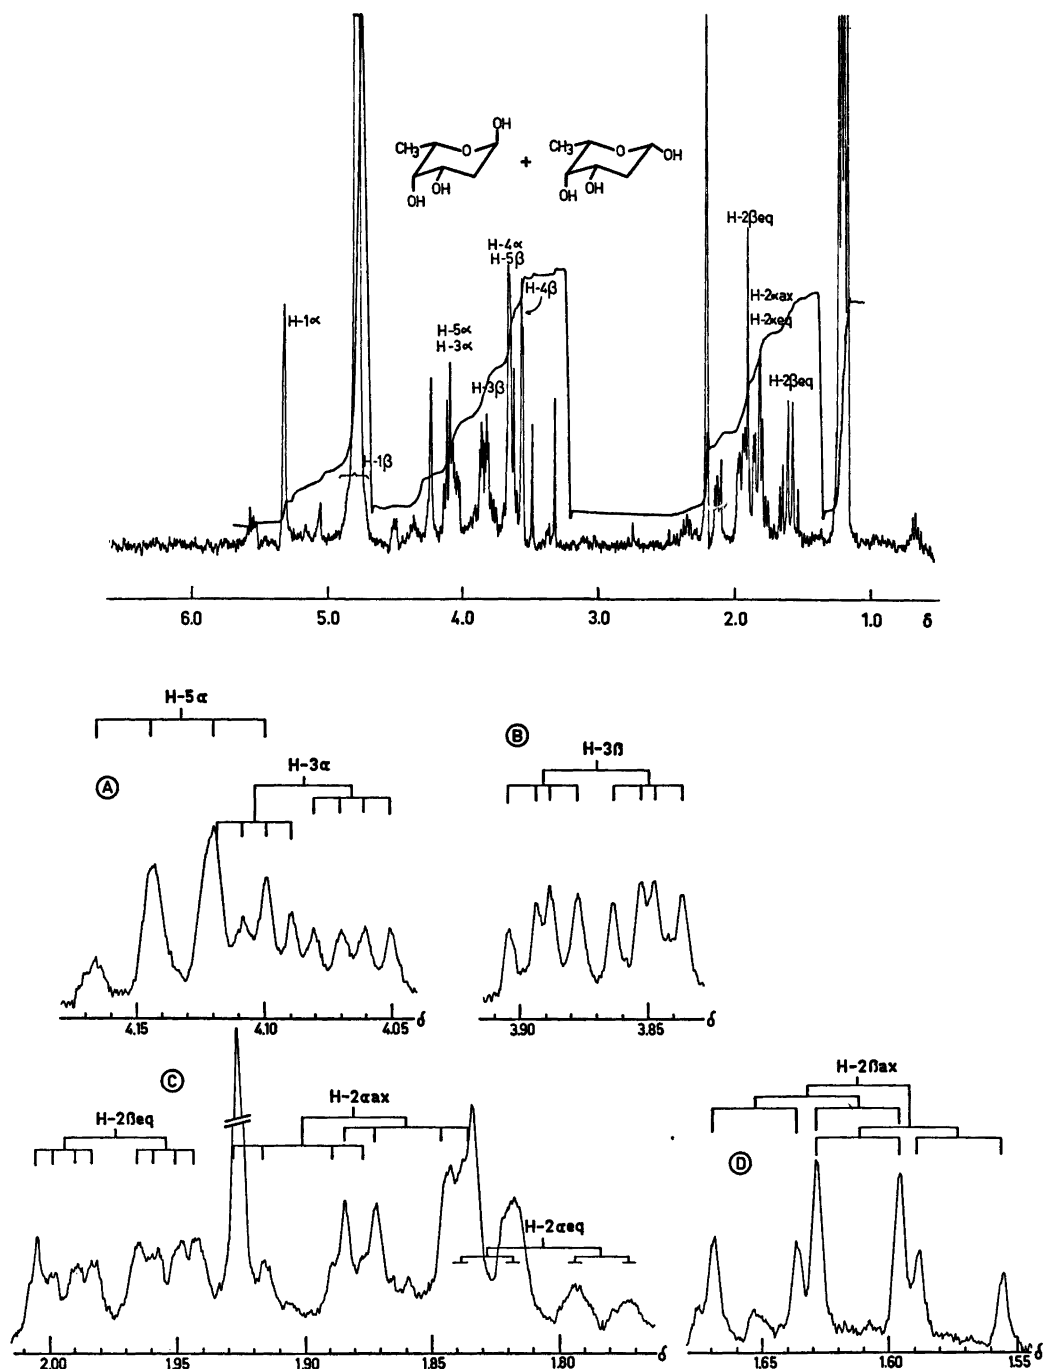 OH
CH₃
O
OH
OH
+
CH₃
O
OH
OH
OH
H-2βeq
H-4α
H-5β
H-4β
H-1α
H-2αax
H-2αeq
H-5α
H-3α
H-3β
H-2βeq
H-1β
6.0 5.0 4.0 3.0 2.0 1.0 δ
H-5α
A
H-3α
B
H-3β
4.15 4.10 4.05 δ
3.90 3.85 δ
C
H-2βeq
H-2αax
H-2αeq
2.00 1.95 1.90 1.85 1.80 δ
H-2βax
D
1.65 1.60 1.55 δ